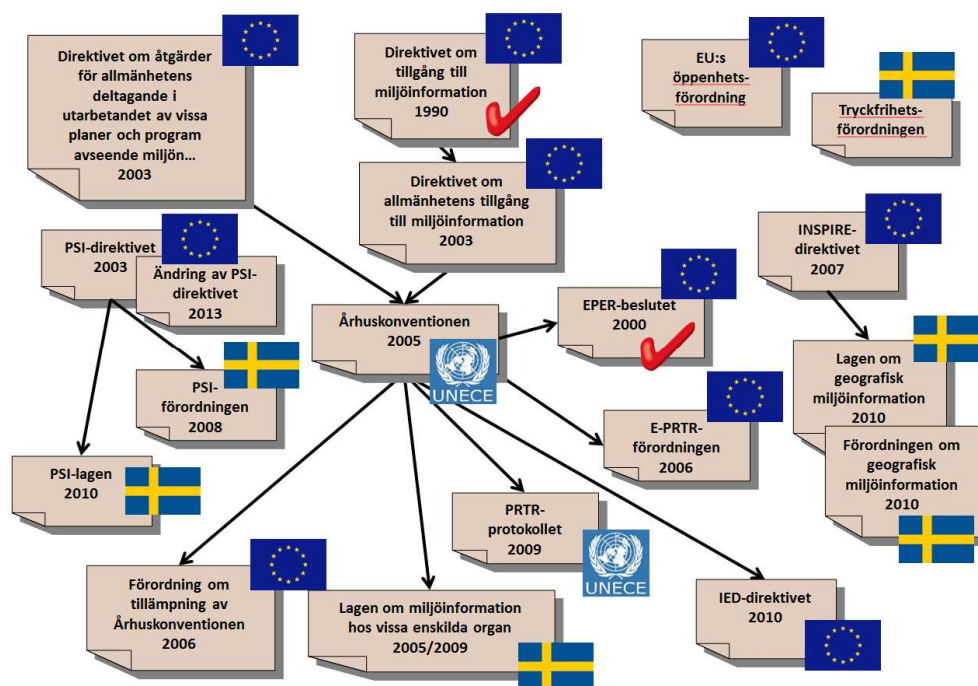 Direktivet om åtgärder
för allmänhetens
deltagande i
utarbetandet av vissa
planer och program
avseende miljön...
2003
Direktivet om
tillgång till
miljöinformation
1990
EU:s
öppenhets-
förordning
Tryckfrihets-
förordningen
Direktivet om
allmänhetens tillgång
till miljöinformation
2003
PSI-direktivet
2003
Ändring av PSI-
direktivet
2013
INSPIRE-
direktivet
2007
Århuskonventionen
2005
UNECE
EPER-beslutet
2000
PSI-
förordningen
2008
Lagen om
geografisk
miljöinformation
2010
E-PRTR-
förordningen
2006
Förordningen om
geografisk
miljöinformation
2010
PSI-lagen
2010
PRTR-
protokollet
2009
UNECE
Förordning om
tillämpning av
Århuskonventionen
2006
Lagen om miljöinformation
hos vissa enskilda organ
2005/2009
IED-direktivet
2010